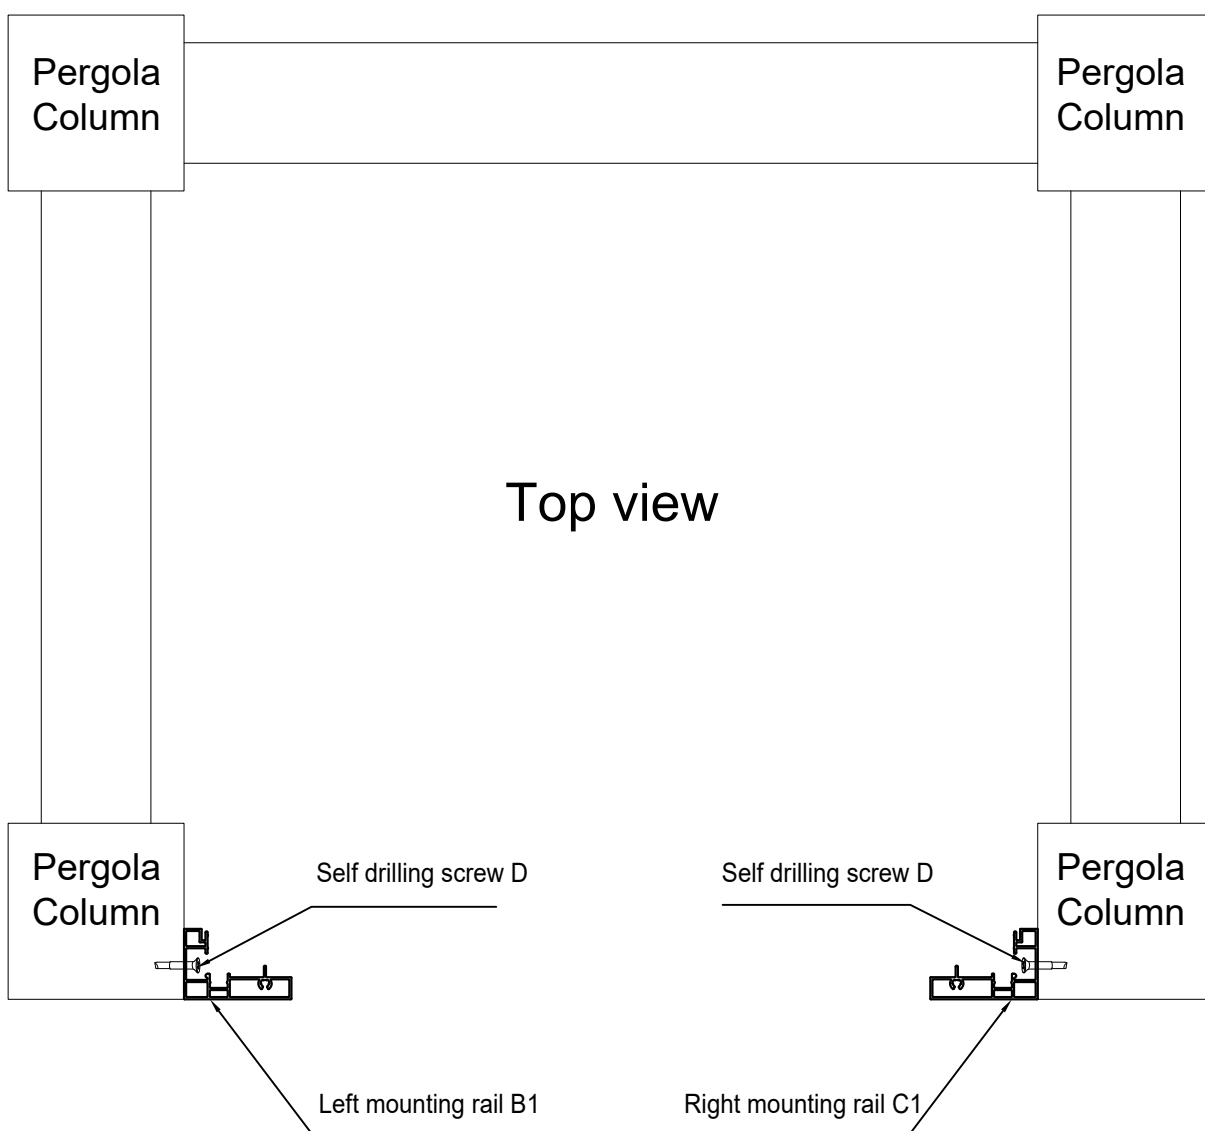 Pergola
Column
Pergola
Column
Top view
Pergola
Column
Self drilling screw D
Self drilling screw D
Pergola
Column
Left mounting rail B1
Right mounting rail C1